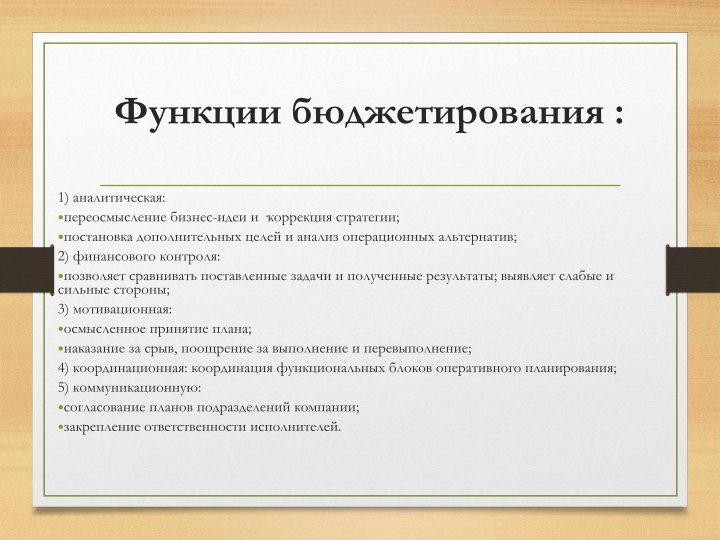 Функции бюджетирования :
1) аналитическая:
•переосмысление бизнес-идеи и коррекция стратегии;
•постановка дополнительных целей и анализ операционных альтернатив;
2) финансового контроля:
•позволяет сравнивать поставленные задачи и полученные результаты; выявляет слабые и
сильные стороны;
3) мотивационная:
•осмысленное принятие плана;
•наказание за срыв, поощрение за выполнение и перевыполнение;
4) координационная: координация функциональных блоков оперативного планирования;
5) коммуникационную:
•согласование планов подразделений компании;
•закрепление ответственности исполнителей.